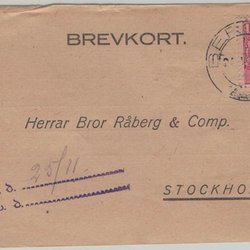 BREVKORT.
Herrar Bror Råberg & Comp.
25/11
d.
d.
STOCKHO